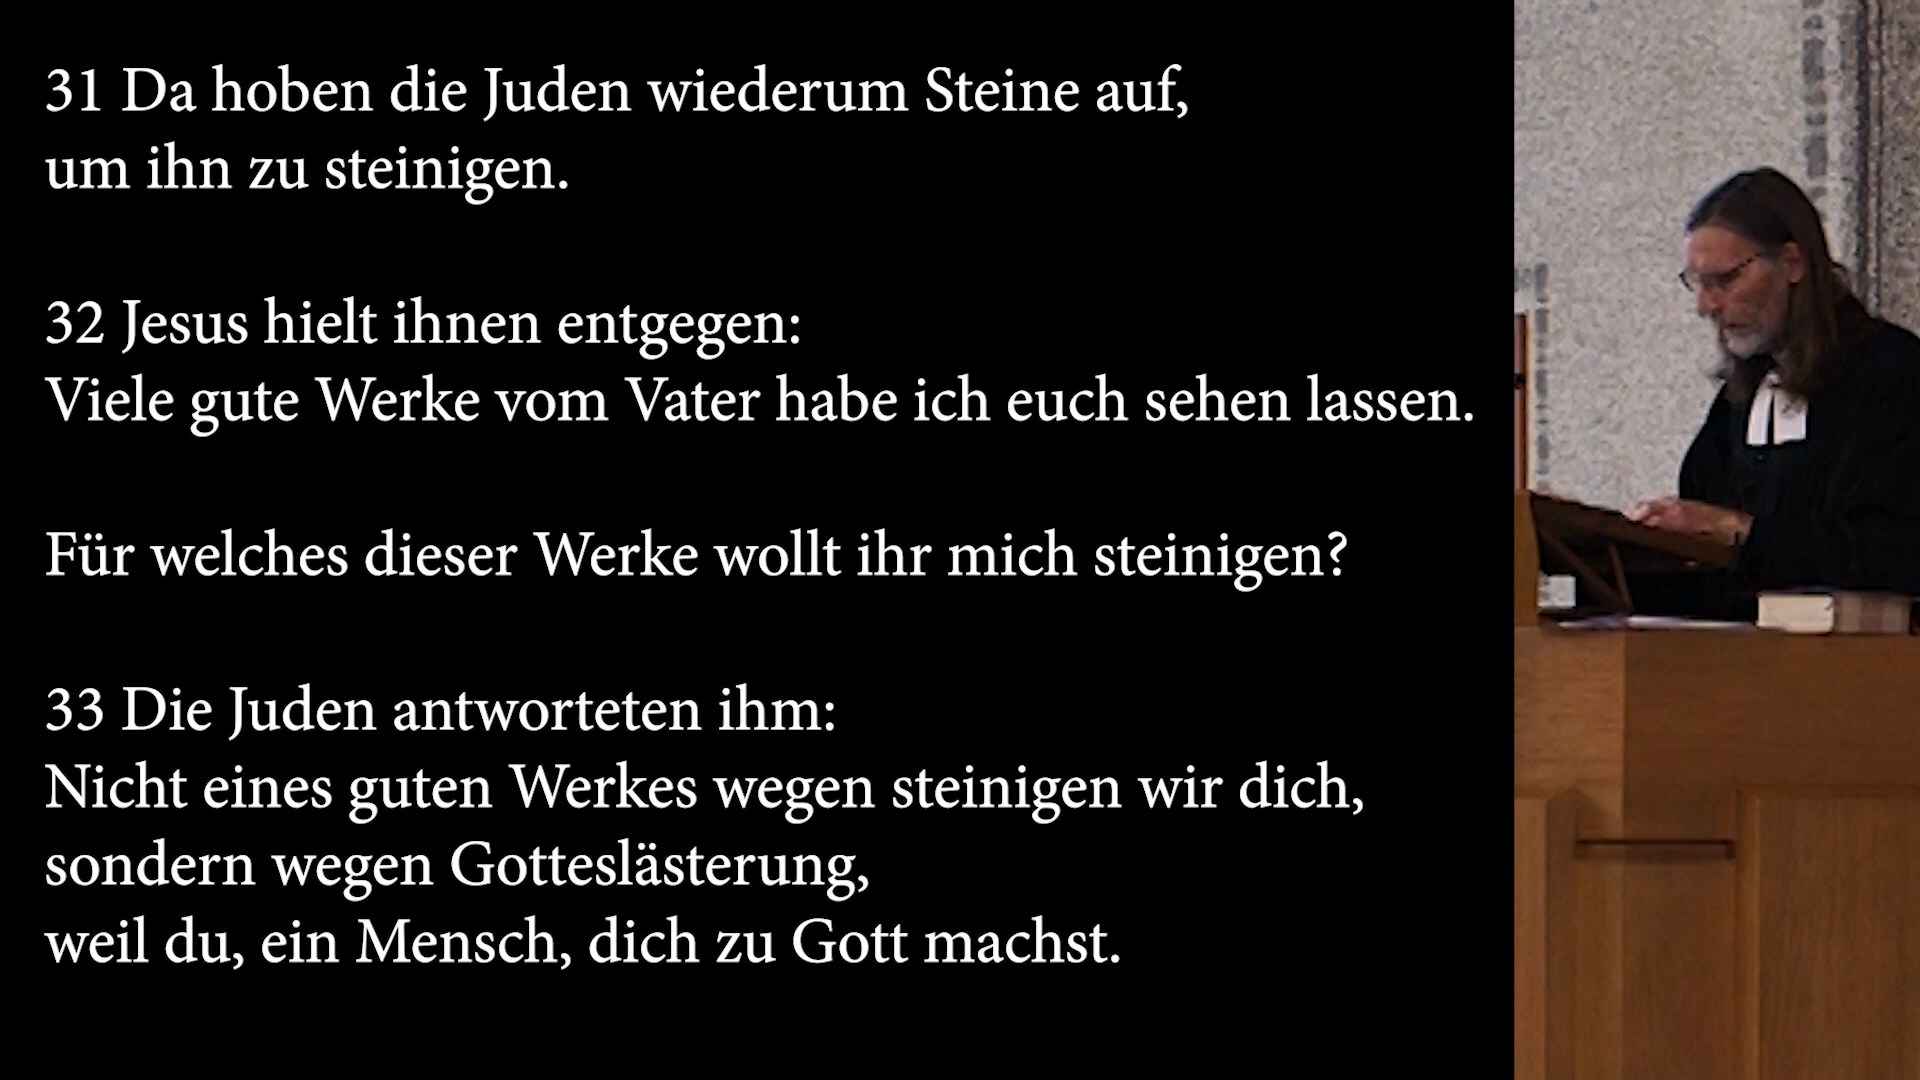 31 Da hoben die Juden wiederum Steine auf,
um ihn zu steinigen.
32 Jesus hielt ihnen entgegen:
Viele gute Werke vom Vater habe ich euch sehen lassen.
Für welches dieser Werke wollt ihr mich steinigen?
33 Die Juden antworteten ihm:
Nicht eines guten Werkes wegen steinigen wir dich,
sondern wegen Gotteslästerung,
weil du, ein Mensch, dich zu Gott machst.